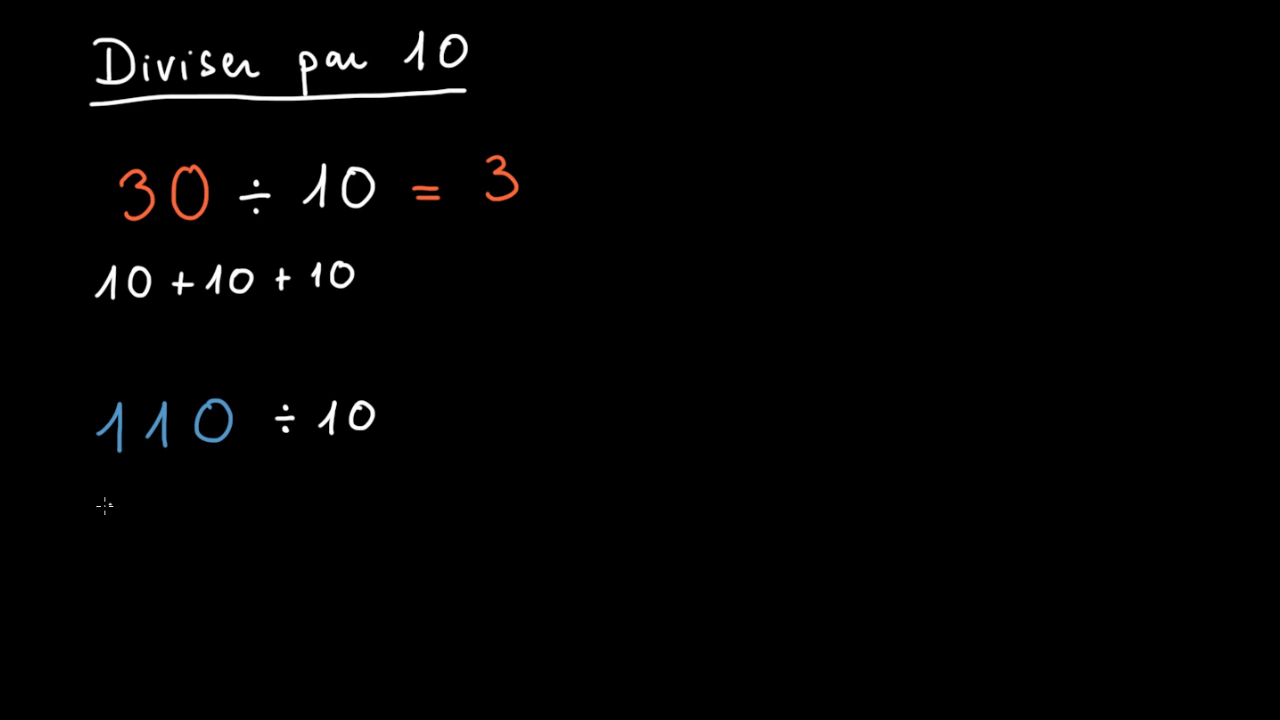 Diviser par 10
30 ÷ 10 = 3
10 + 10 + 10
110 ÷ 10